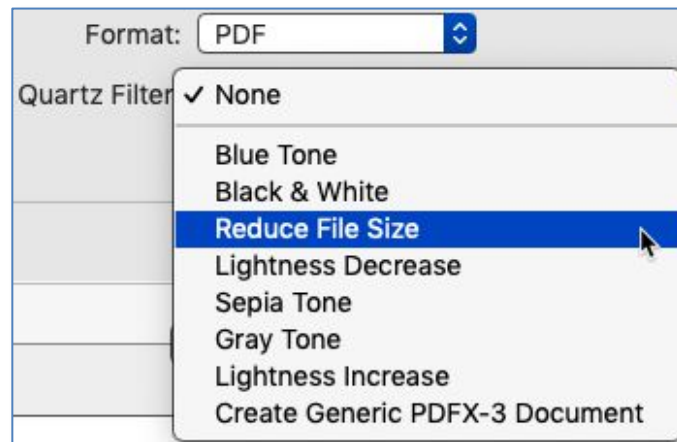 Format: PDF
Quartz Filter ✓ None
Blue Tone
Black & White
Reduce File Size
Lightness Decrease
Sepia Tone
Gray Tone
Lightness Increase
Create Generic PDFX-3 Document